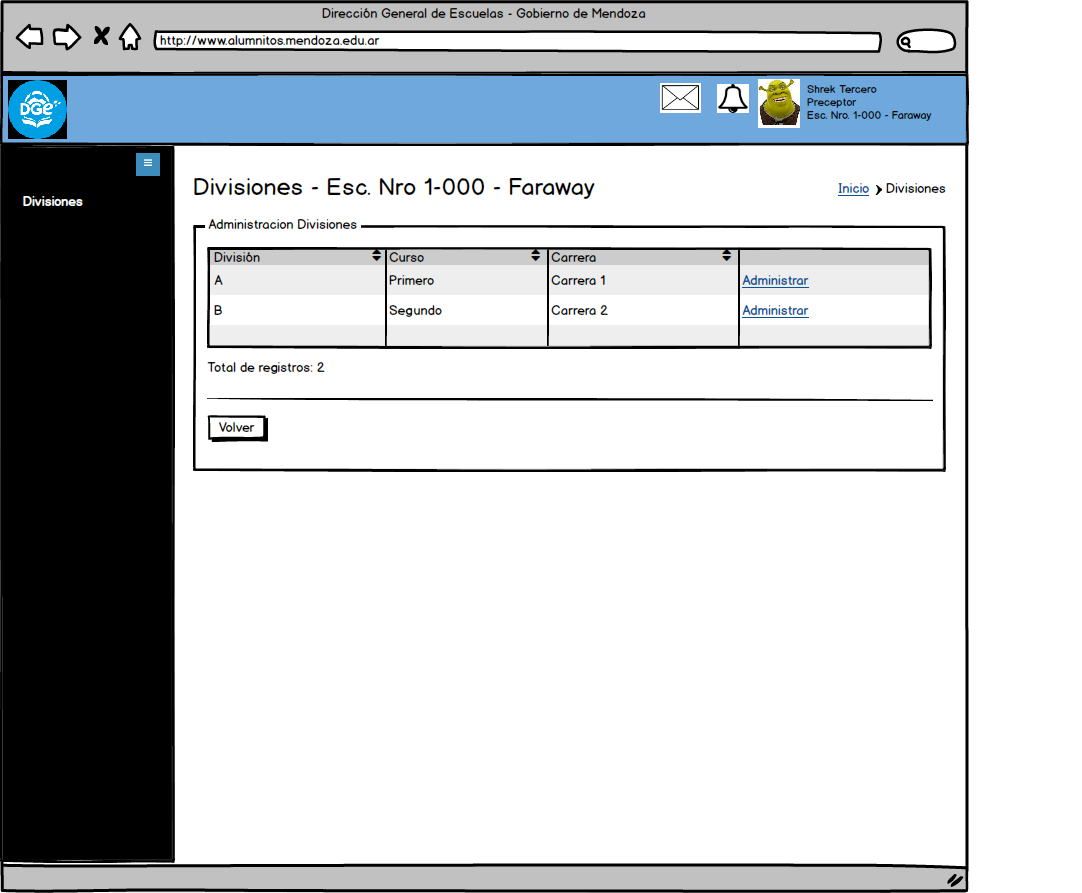 Dirección General de Escuelas - Gobierno de Mendoza
http://www.alumnitos.mendoza.edu.ar
DGE
Shrek Tercero
Preceptor
Esc. Nro. 1-000 - Faraway
Divisiones
Divisiones - Esc. Nro 1-000 - Faraway
Inicio Divisiones
Administracion Divisiones
División Curso Carrera
A Primero Carrera 1 Administrar
B Segundo Carrera 2 Administrar
Total de registros: 2
Volver